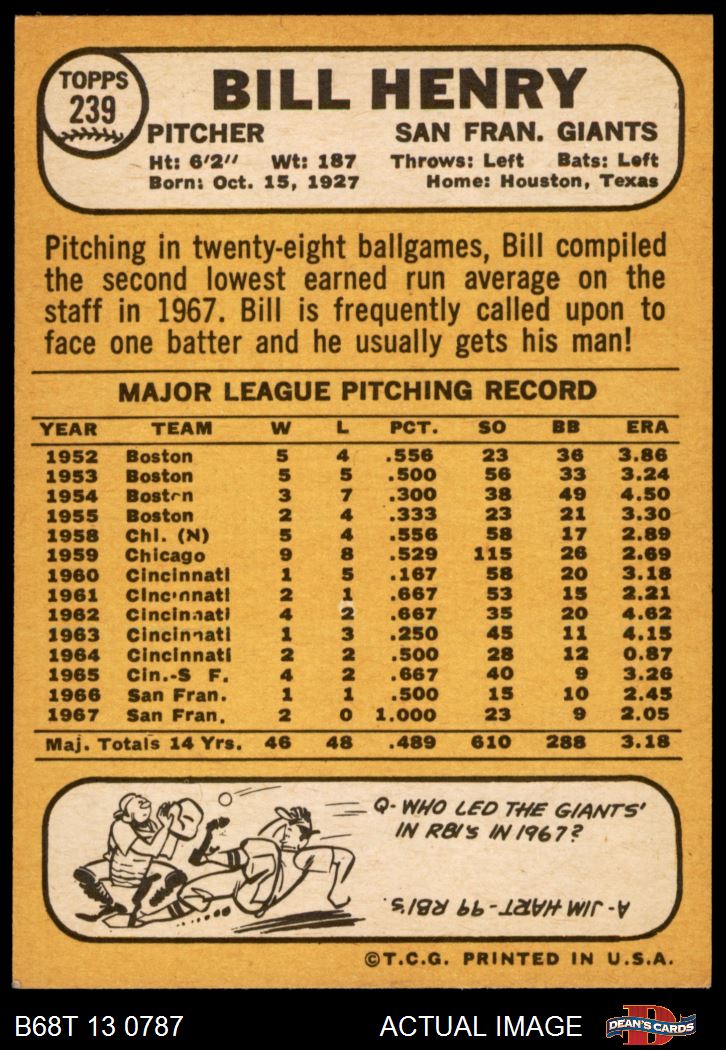 TOPPS
239
BILL HENRY
PITCHER SAN FRAN. GIANTS
Ht: 6'2'' Wt: 187 Throws: Left Bats: Left
Born: Oct. 15, 1927 Home: Houston, Texas
Pitching in twenty-eight ballgames, Bill compiled
the second lowest earned run average on the
staff in 1967. Bill is frequently called upon to
face one batter and he usually gets his man!
MAJOR LEAGUE PITCHING RECORD
YEAR TEAM W L PCT. SO BB ERA
1952 Boston 5 4 .556 23 36 3.86
1953 Boston 5 5 .500 56 33 3.24
1954 Boston 3 7 .300 38 49 4.50
1955 Boston 2 4 .333 23 21 3.30
1958 Chi. (N) 5 4 .556 58 17 2.89
1959 Chicago 9 8 .529 115 26 2.69
1960 Cincinnati 1 5 .167 58 20 3.18
1961 Cincinnati 2 1 .667 53 15 2.21
1962 Cincinnati 4 2 .667 35 20 4.62
1963 Cincinnati 1 3 .250 45 11 4.15
1964 Cincinnati 2 2 .500 28 12 0.87
1965 Cin.-S F. 4 2 .667 40 9 3.26
1966 San Fran. 1 1 .500 15 10 2.45
1967 San Fran. 2 0 1.000 23 9 2.05
Maj. Totals 14 Yrs. 46 48 .489 610 288 3.18
Q- WHO LED THE GIANTS'
IN RBI'S IN 1967?
A- JIM HART- 99 RBI'S.
©T.C.G. PRINTED IN U.S.A.
B68T 13 0787 ACTUAL IMAGE D DEAN'S CARDS